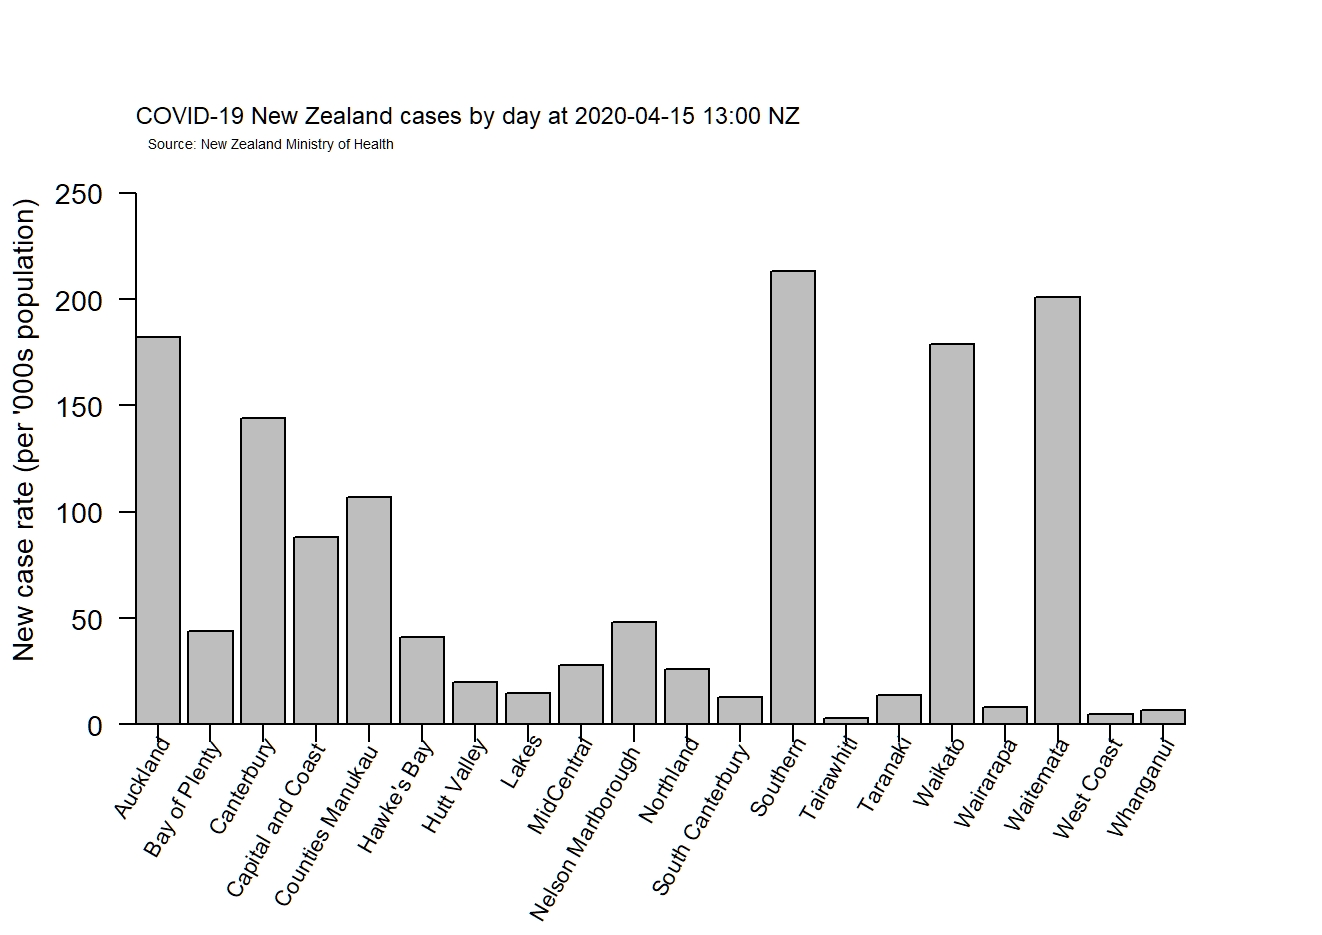 COVID-19 New Zealand cases by day at 2020-04-15 13:00 NZ
Source: New Zealand Ministry of Health
New case rate (per '000s population)
250
200
150
100
50
0
Auckland
Bay of Plenty
Canterbury
Capital and Coast
Counties Manukau
Hawke's Bay
Hutt Valley
Lakes
MidCentral
Nelson Marlborough
Northland
South Canterbury
Southern
Tairawhiti
Taranaki
Waikato
Wairarapa
Waitemata
West Coast
Whanganui